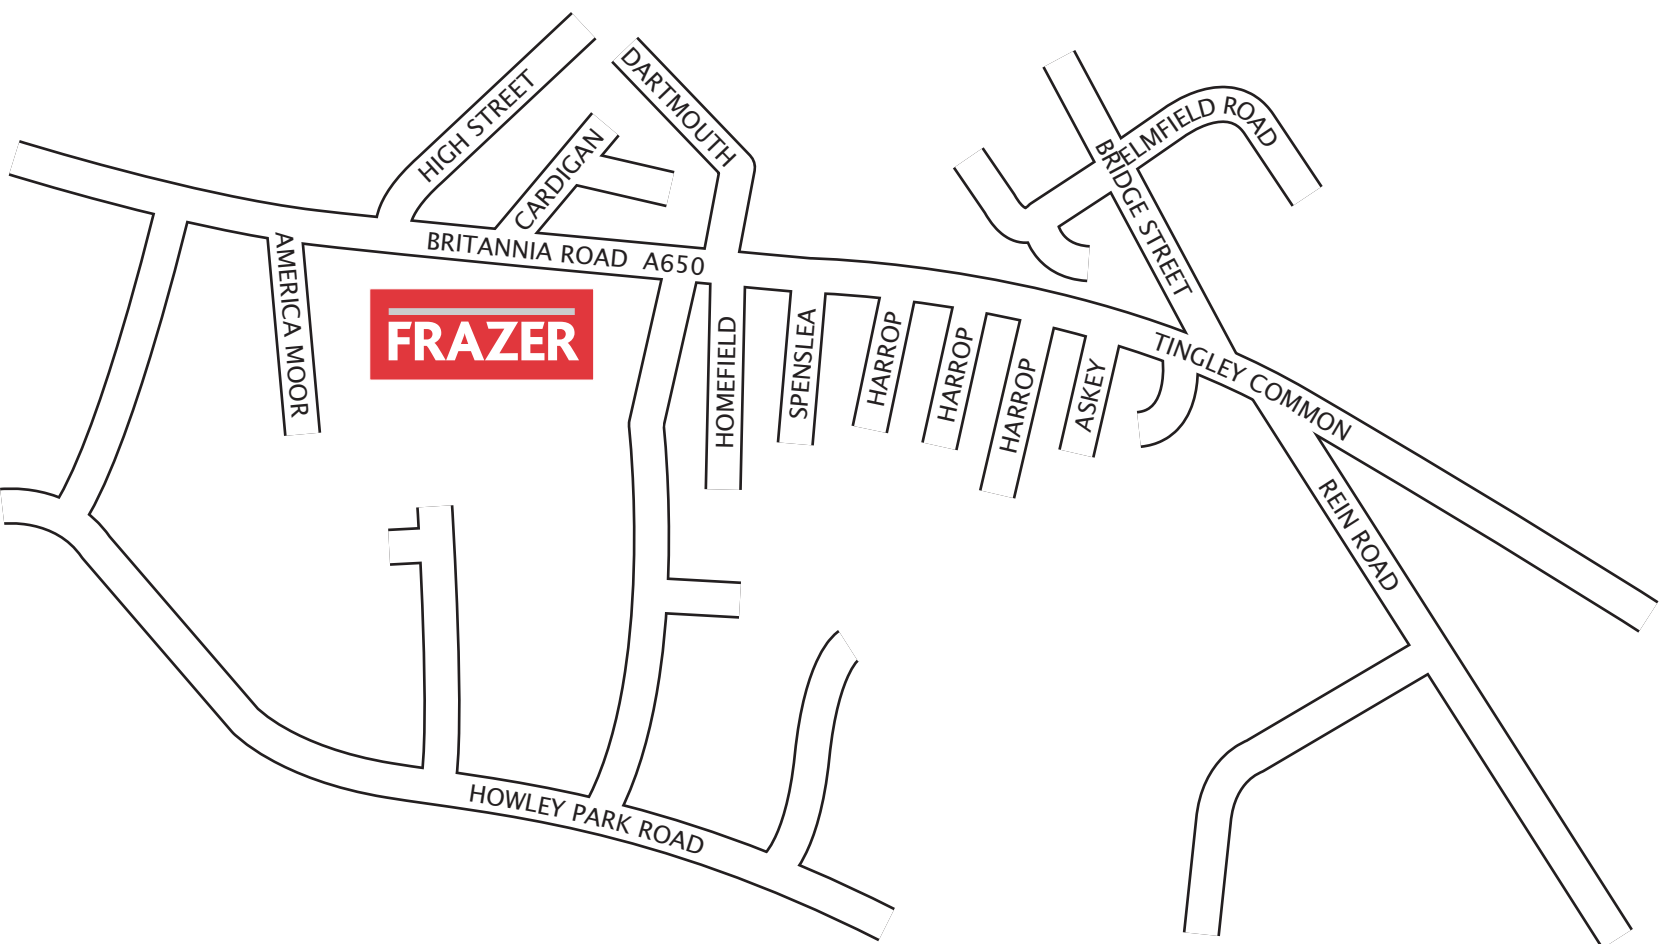 HIGH STREET
DARTMOUTH
CARDIGAN
ELMFIELD ROAD
BRIDGE STREET
BRITANNIA ROAD A650
AMERICA MOOR
FRAZER
HOMEFIELD
SPENSLEA
HARROP
HARROP
HARROP
ASKEY
TINGLEY COMMON
REIN ROAD
HOWLEY PARK ROAD